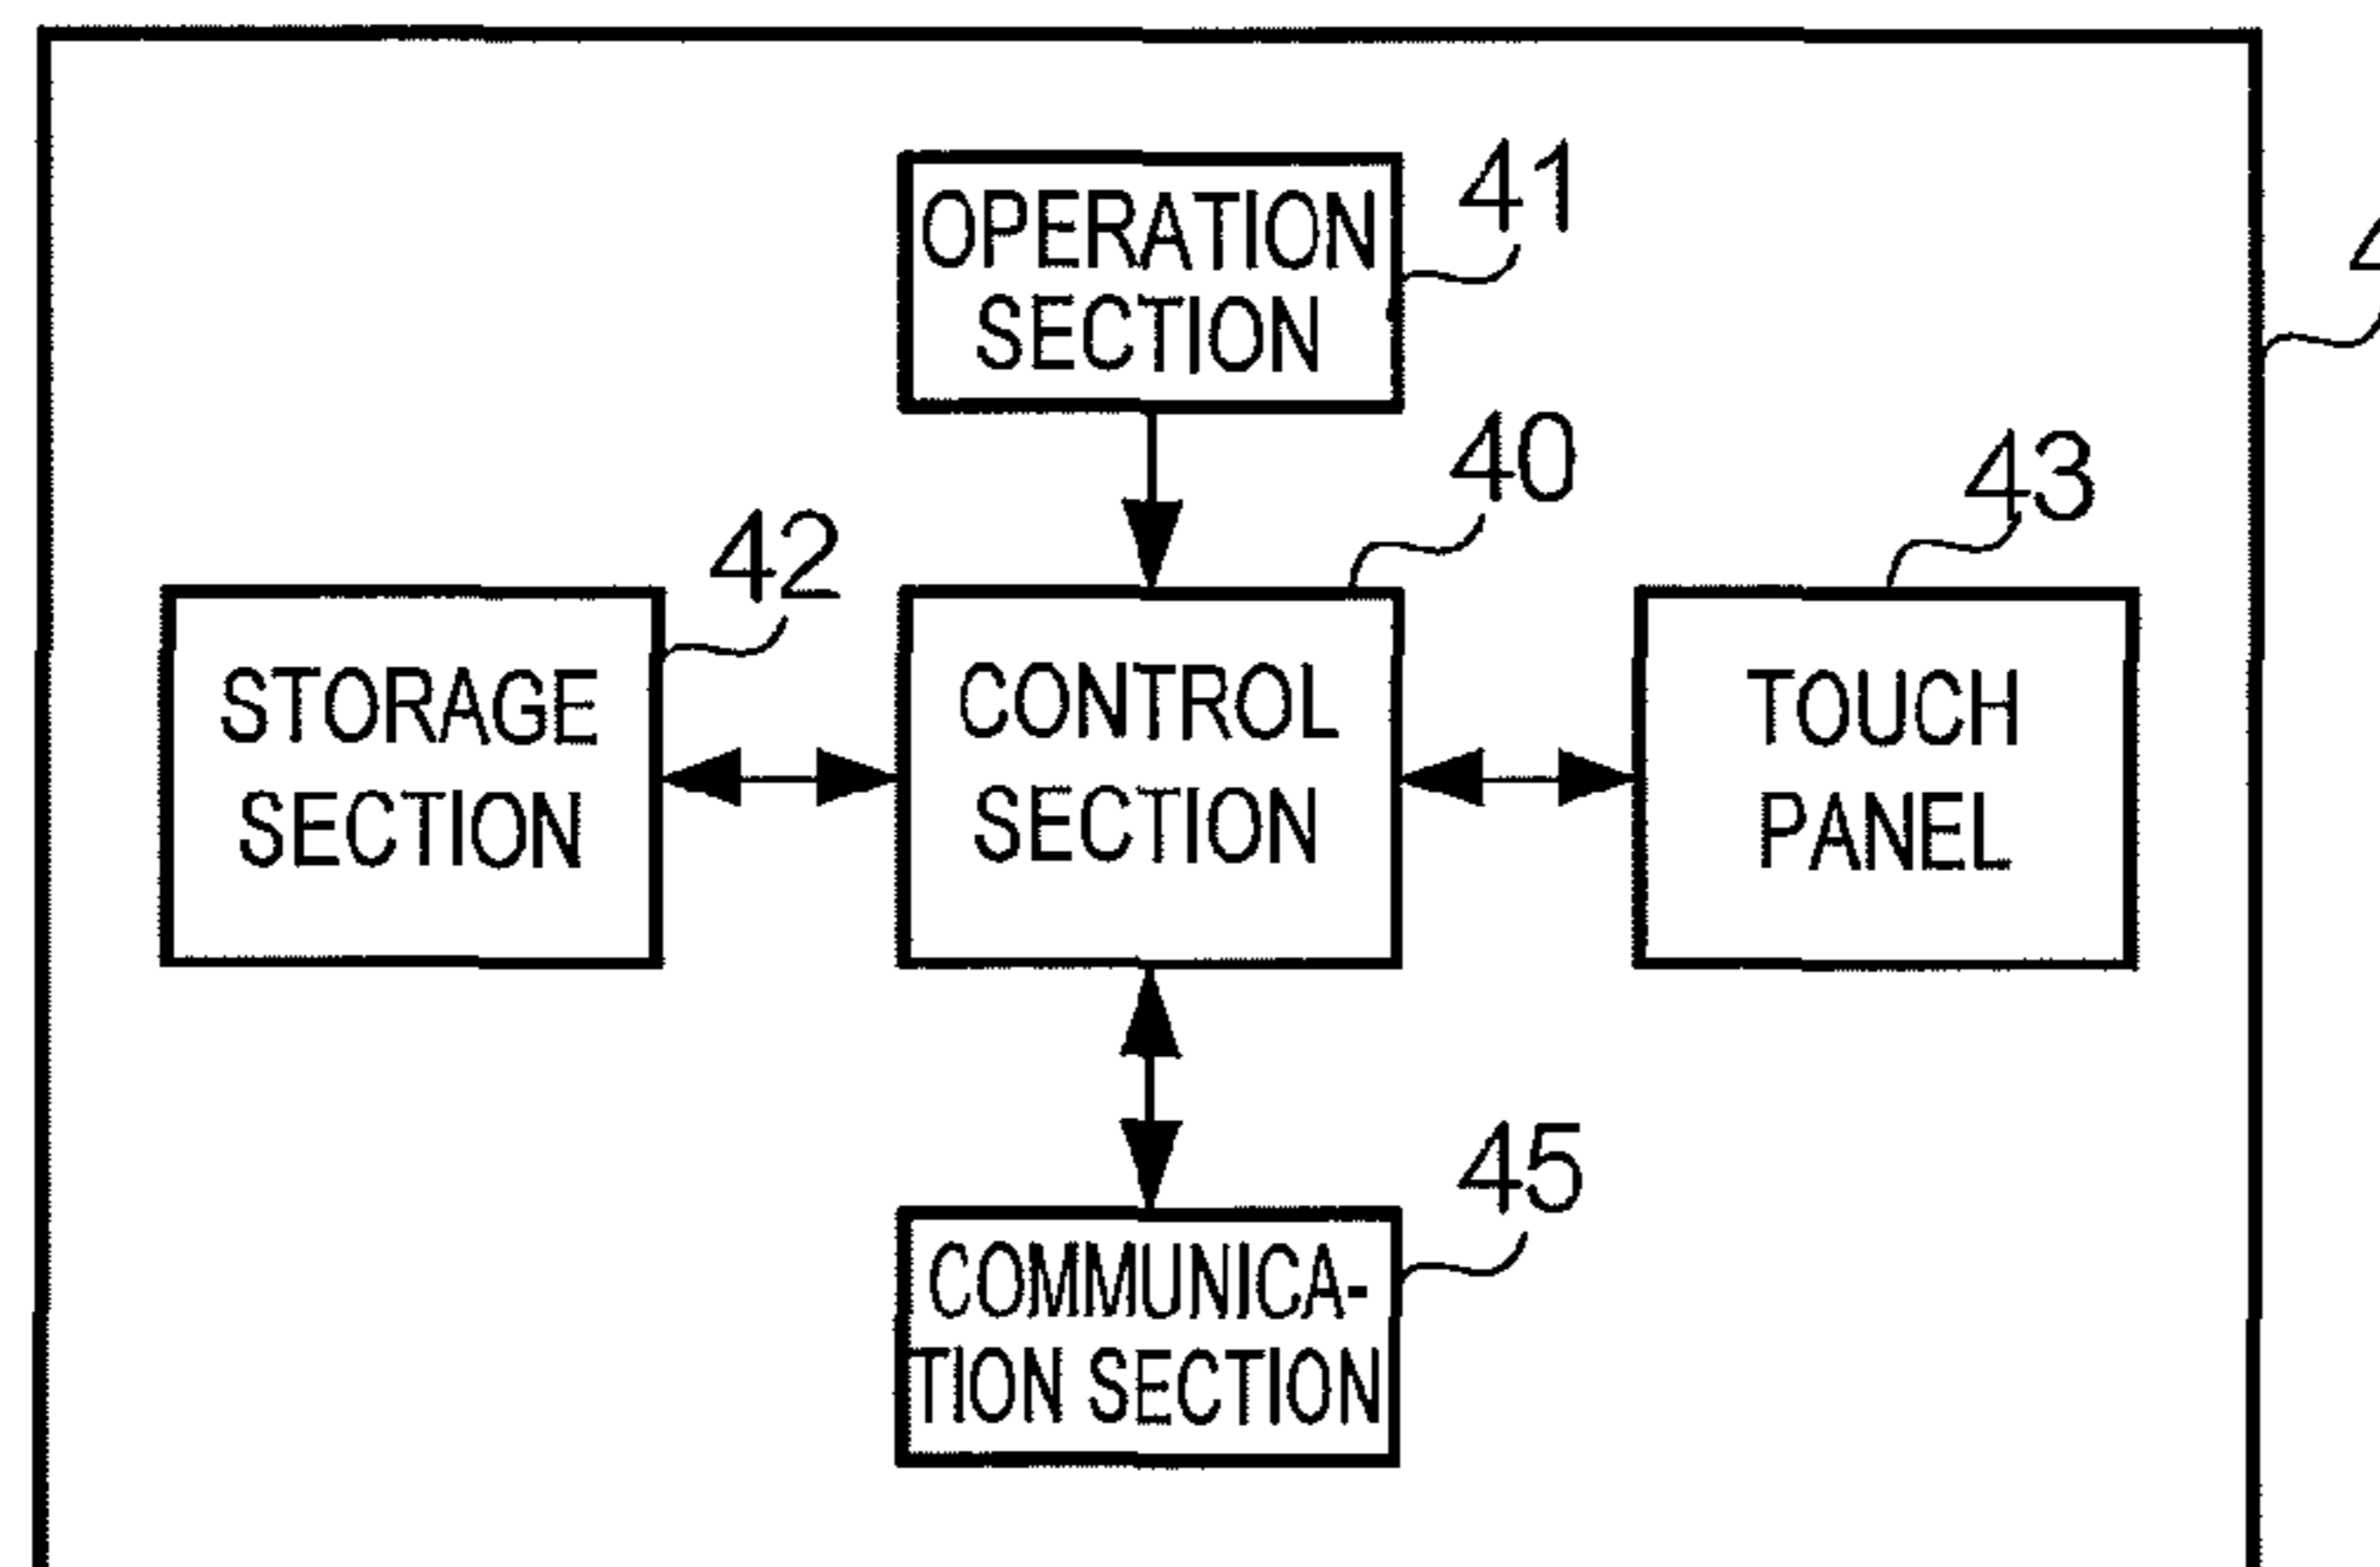 41
OPERATION
SECTION
40
43
42
STORAGE
SECTION
CONTROL
SECTION
TOUCH
PANEL
45
COMMUNICA-
TION SECTION